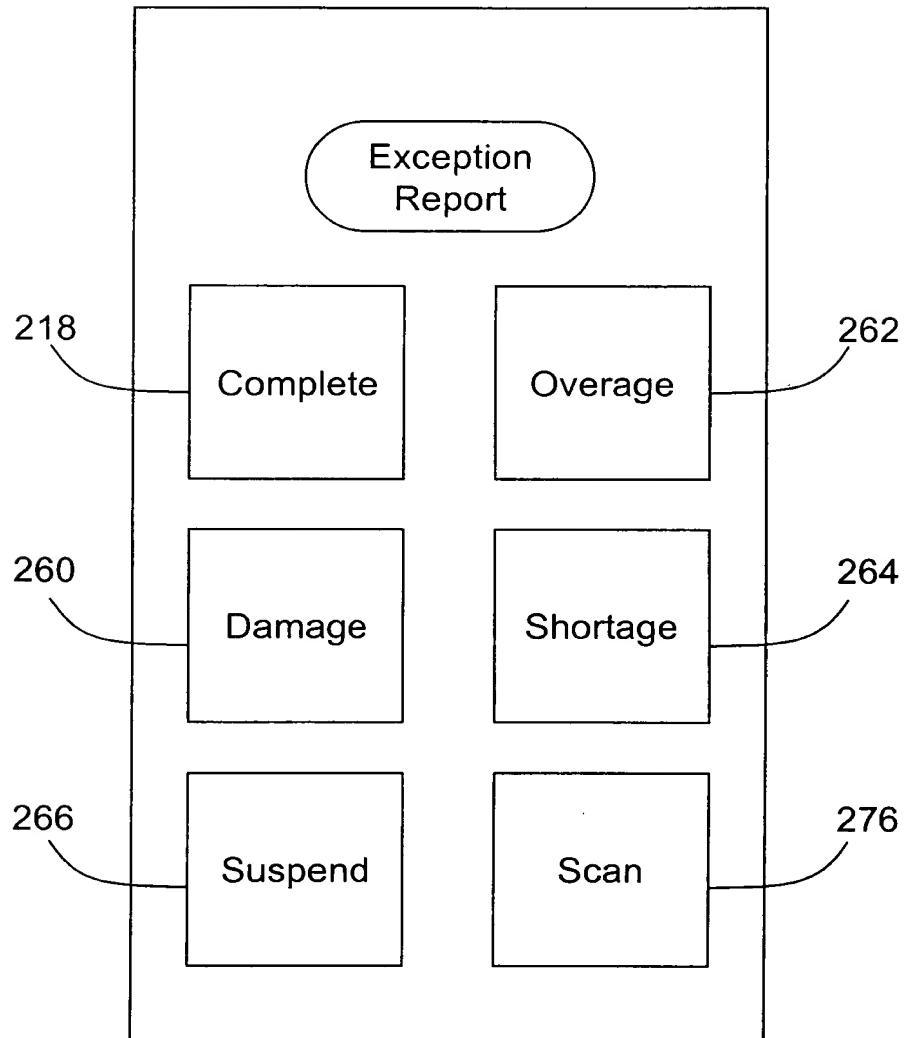 Exception
Report
218
Complete
Overage
262
260
Damage
Shortage
264
266
Suspend
Scan
276